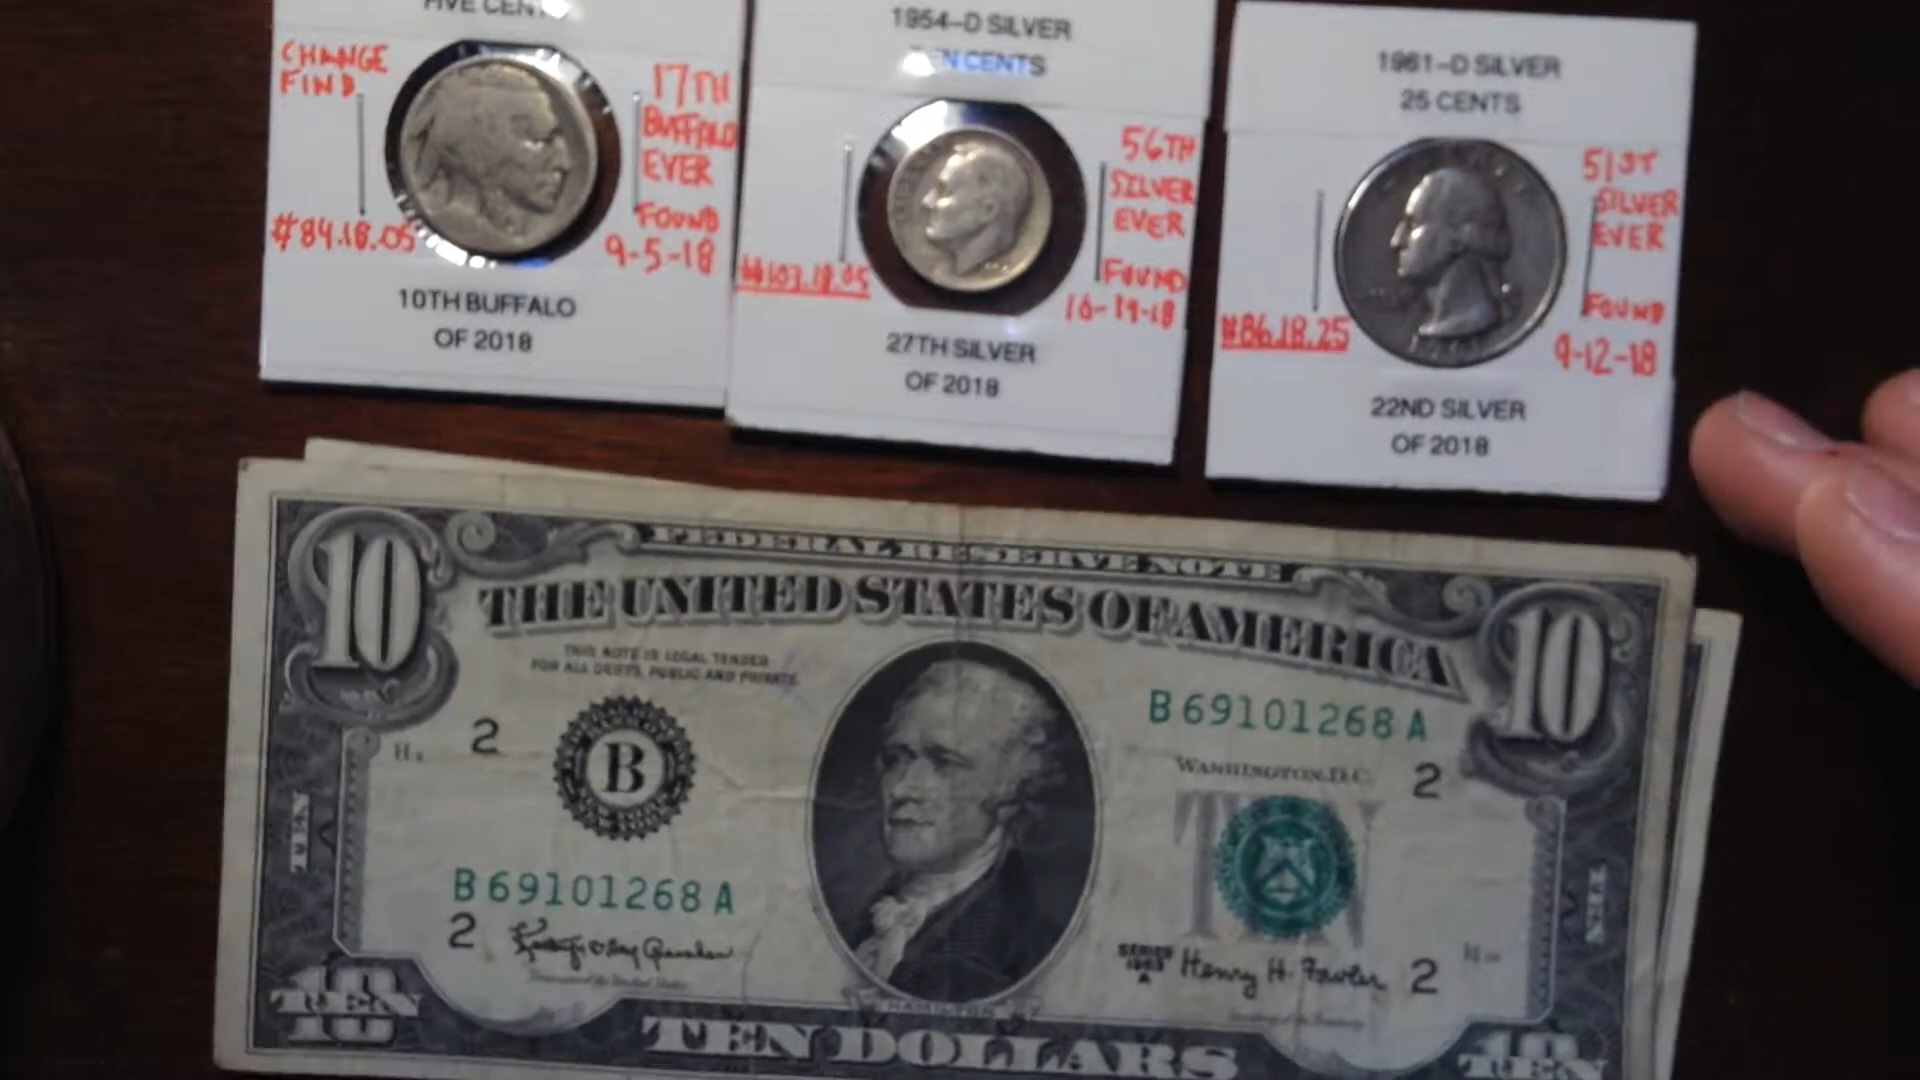 FIVE CENTS
CHANGE
FIND
17TH
BUFFALO
EVER
FOUND
9-5-18
#84.18.05
10TH BUFFALO
OF 2018
1954-D SILVER
TEN CENTS
56TH
SILVER
EVER
FOUND
10-19-18
#103.18.05
27TH SILVER
OF 2018
1961-D SILVER
25 CENTS
51ST
SILVER
EVER
FOUND
9-12-18
#86.18.25
22ND SILVER
OF 2018
10
FEDERAL RESERVE NOTE
10
THE UNITED STATES OF AMERICA
THIS NOTE IS LEGAL TENDER
FOR ALL DEBTS, PUBLIC AND PRIVATE
B 69101268 A
WASHINGTON, D.C.
2
2
B
TEN
TEN
B 69101268 A
2
SERIES
1963
A
Henry H. Fowler
2
HAMILTON
TEN
TEN DOLLARS
TEN